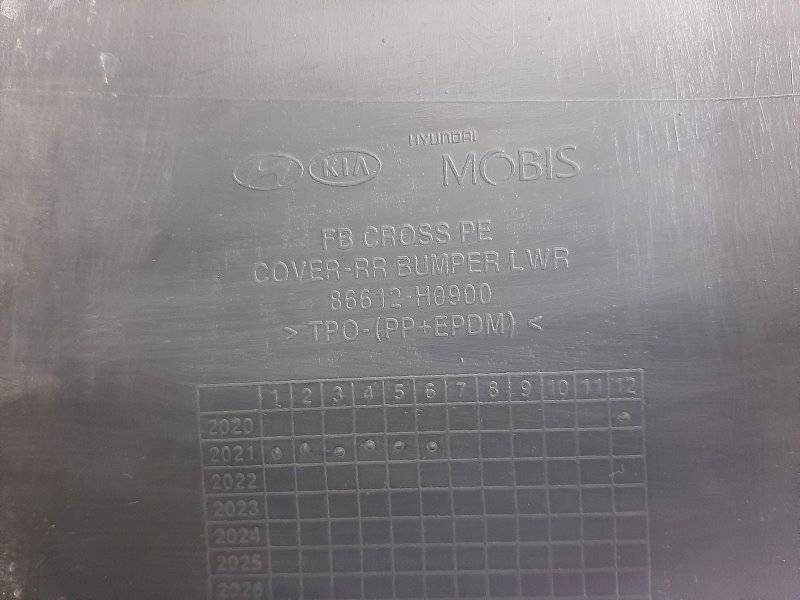 KIA
HYUNDAI
MOBIS
FB CROSS PE
COVER-RR BUMPER LWR
86612-H0900
> TPO-(PP+EPDM) <
1 2 3 4 5 6 7 8 9 10 11 12
2020
2021
2022
2023
2024
2025
2026